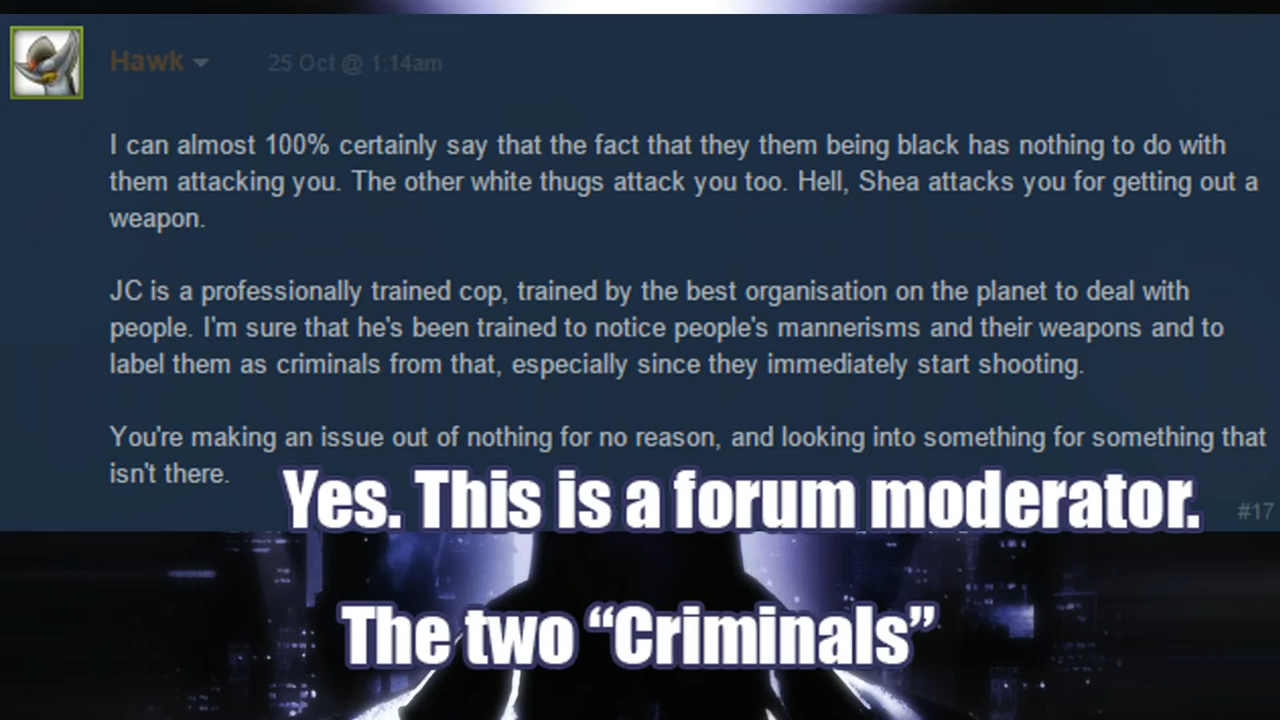 Hawk
25 Oct @ 1:14am
I can almost 100% certainly say that the fact that they them being black has nothing to do with
them attacking you. The other white thugs attack you too. Hell, Shea attacks you for getting out a
weapon.
JC is a professionally trained cop, trained by the best organisation on the planet to deal with
people. I'm sure that he's been trained to notice people's mannerisms and their weapons and to
label them as criminals from that, especially since they immediately start shooting.
You're making an issue out of nothing for no reason, and looking into something for something that
isn't there.
Yes. This is a forum moderator.
#17
The two “Criminals”